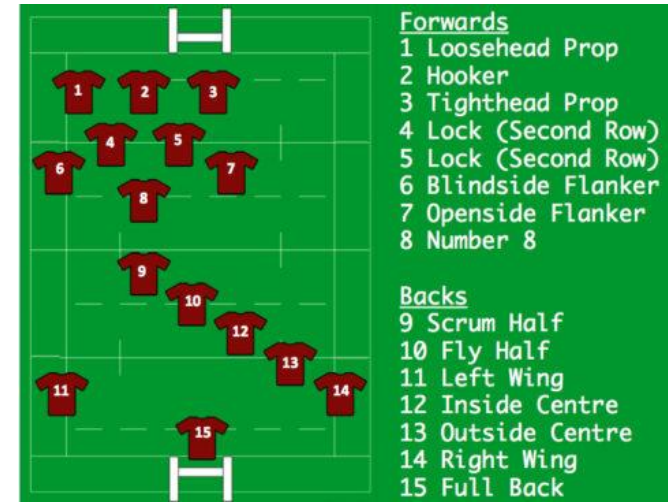 1 2 3
4 5
6 7
8
9
10
12
13
11 14
15
Forwards
1 Loosehead Prop
2 Hooker
3 Tighthead Prop
4 Lock (Second Row)
5 Lock (Second Row)
6 Blindside Flanker
7 Openside Flanker
8 Number 8
Backs
9 Scrum Half
10 Fly Half
11 Left Wing
12 Inside Centre
13 Outside Centre
14 Right Wing
15 Full Back